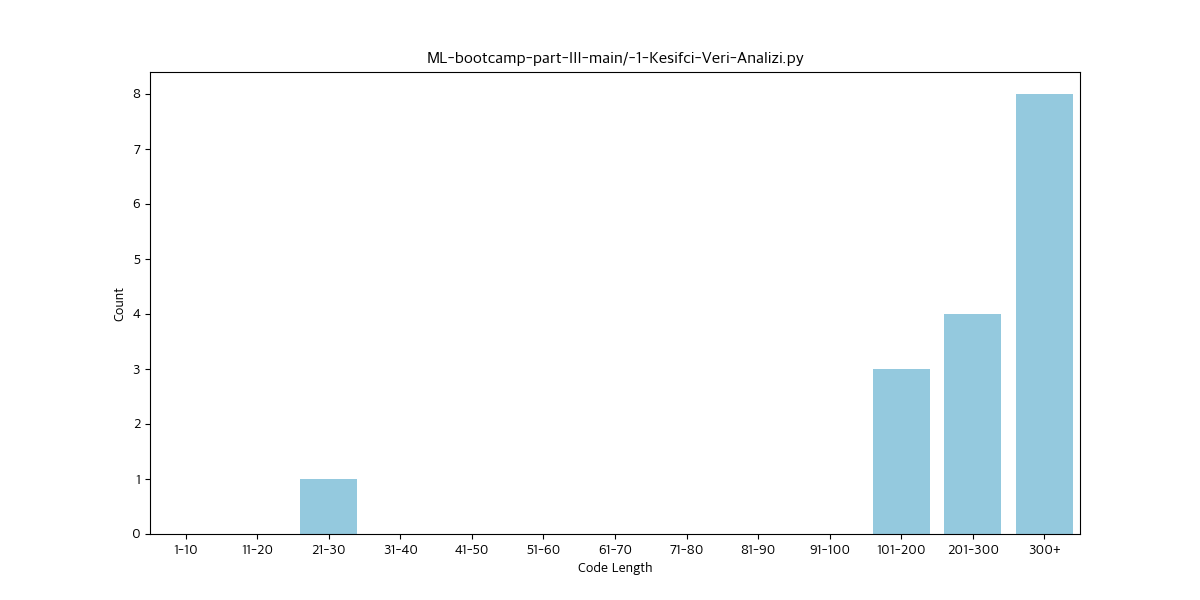 ML-bootcamp-part-III-main/-1-Kesifci-Veri-Analizi.py
8
7
6
5
4
3
2
1
0
Count
1-10 11-20 21-30 31-40 41-50 51-60 61-70 71-80 81-90 91-100 101-200 201-300 300+
Code Length